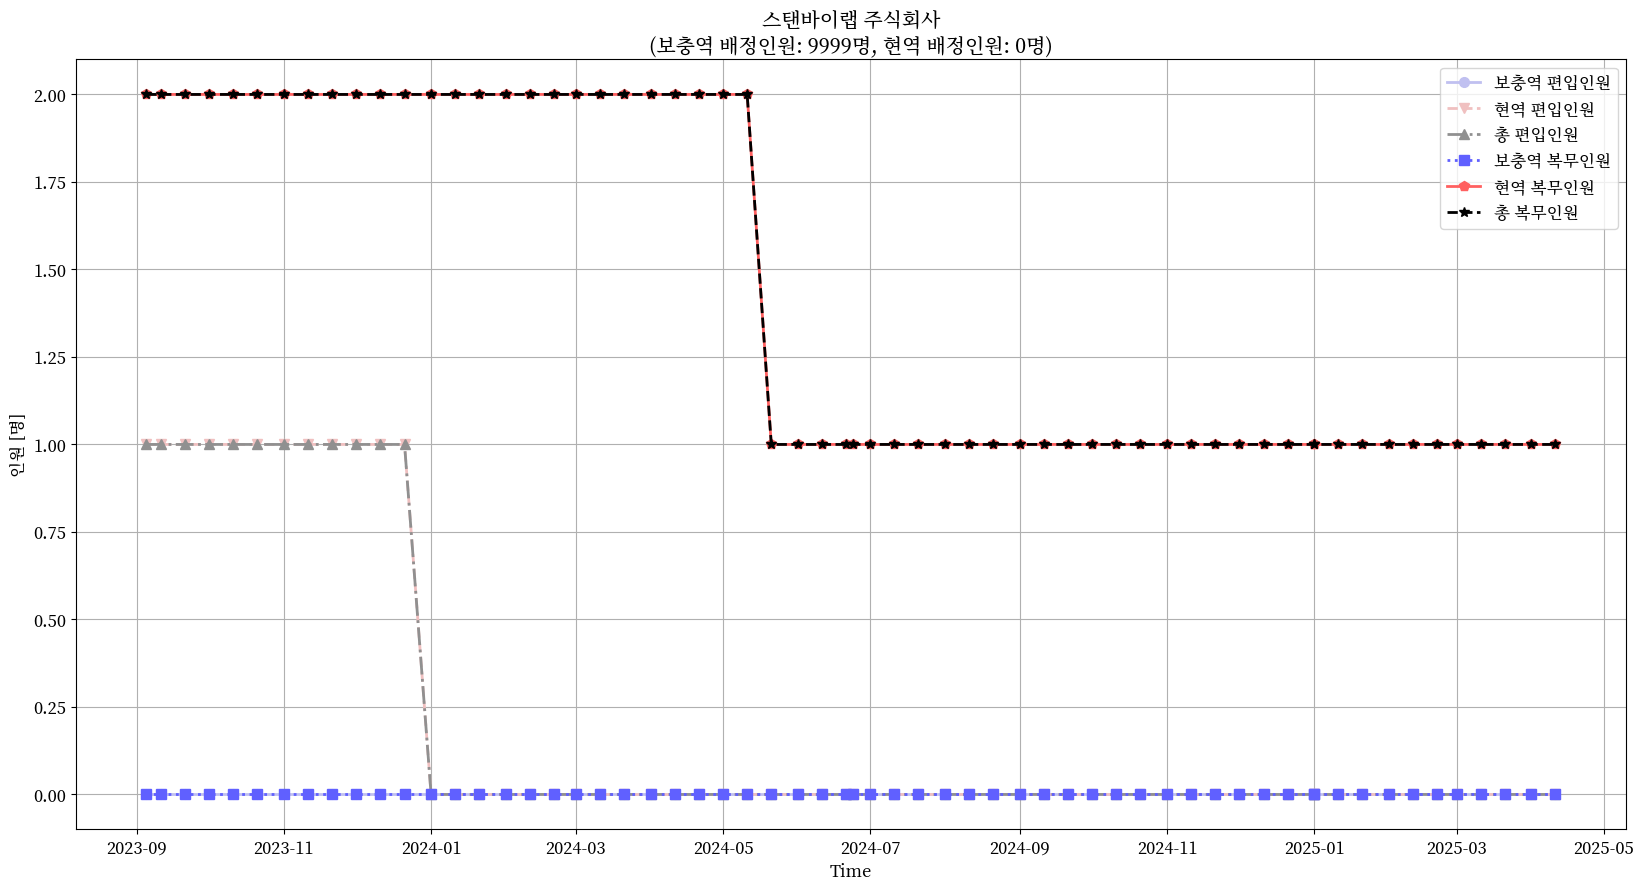 스탠바이랩 주식회사
(보충역 배정인원: 9999명, 현역 배정인원: 0명)
보충역 편입인원
현역 편입인원
총 편입인원
보충역 복무인원
현역 복무인원
총 복무인원
인원 [명]
2.00
1.75
1.50
1.25
1.00
0.75
0.50
0.25
0.00
2023-09
2023-11
2024-01
2024-03
2024-05
2024-07
2024-09
2024-11
2025-01
2025-03
2025-05
Time